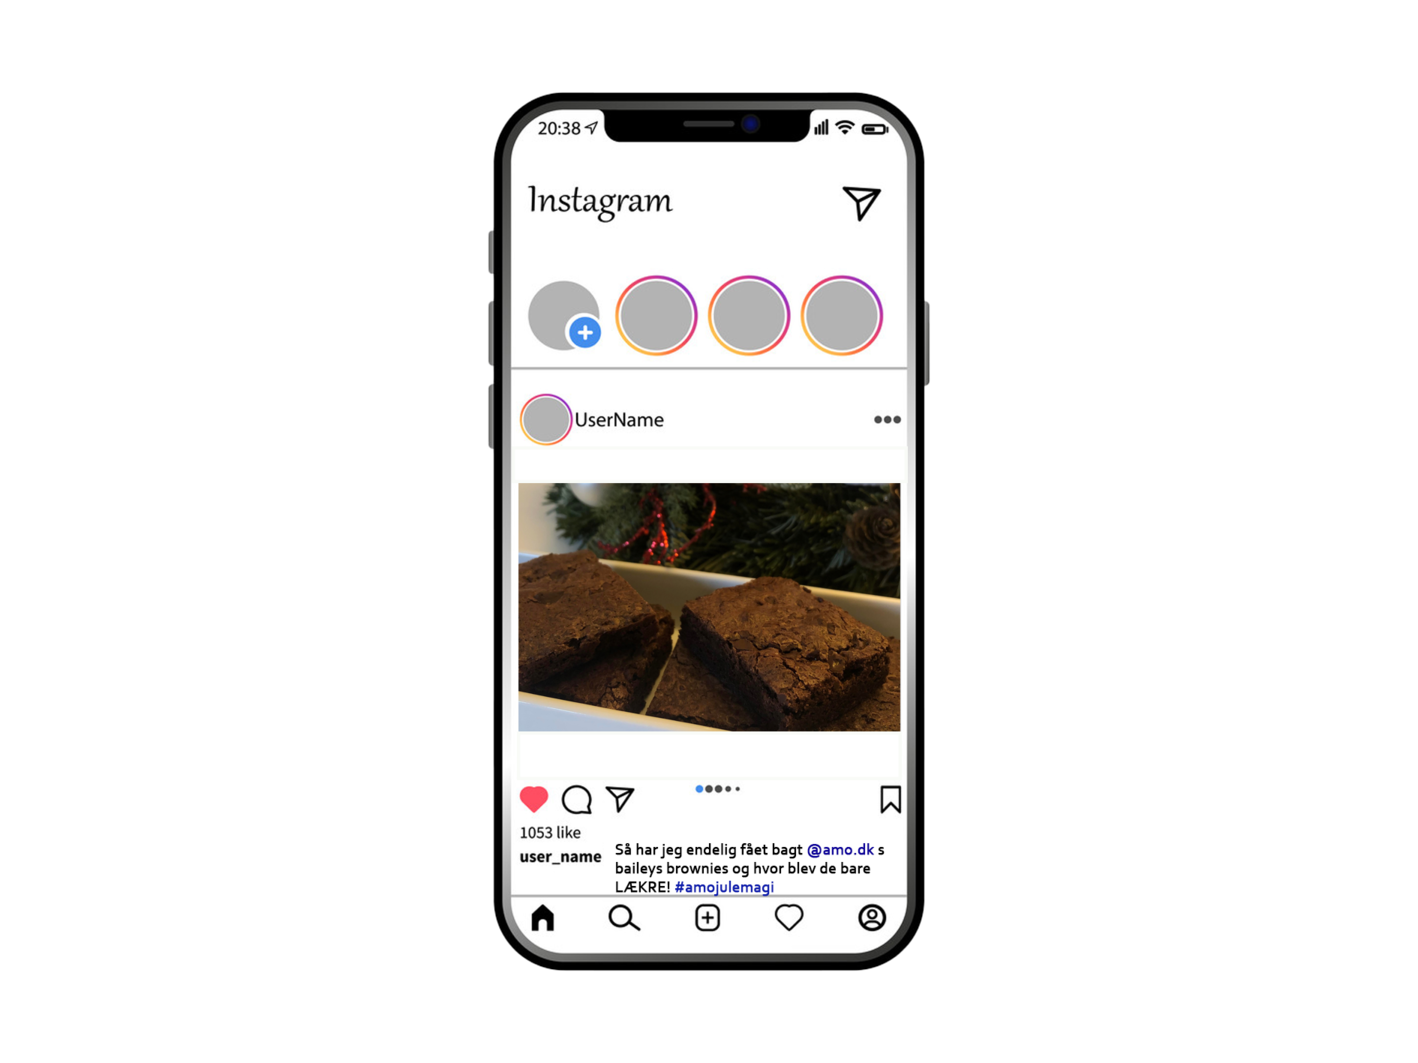 20:38
Instagram
UserName
1053 like
user_name
Så har jeg endelig fået bagt @amo.dk s
baileys brownies og hvor blev de bare
LÆKRE! #amojulemagi